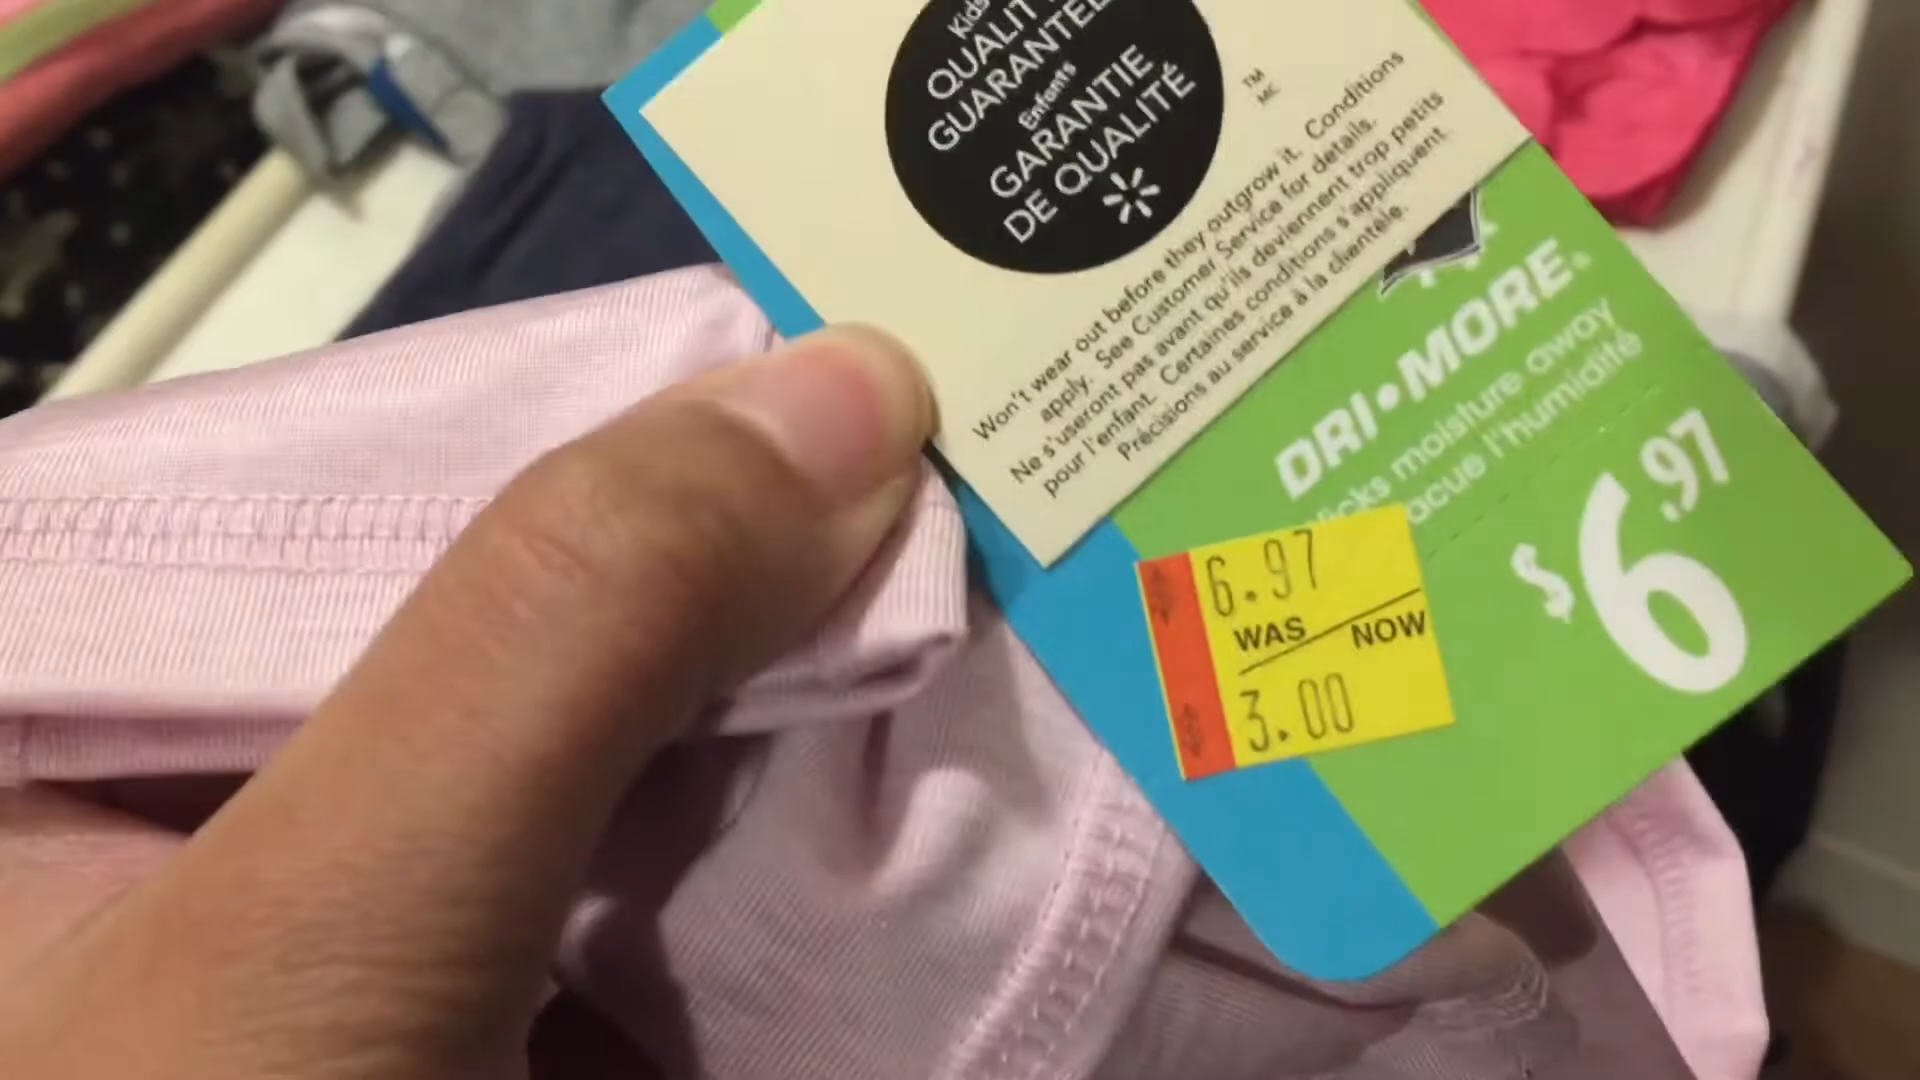 Kids
GUARANTEE
Enfants
GARANTIE
DE QUALITÉ
TM
MC
Won't wear out before they outgrow it. Conditions
apply. See Customer Service for details.
Ne s'useront pas avant qu'ils deviennent trop petits
pour l'enfant. Certaines conditions s'appliquent.
Précisions au service à la clientèle.
DRI•MORE®
moisture away
l'humidité
$6.97
6.97
WAS NOW
3.00